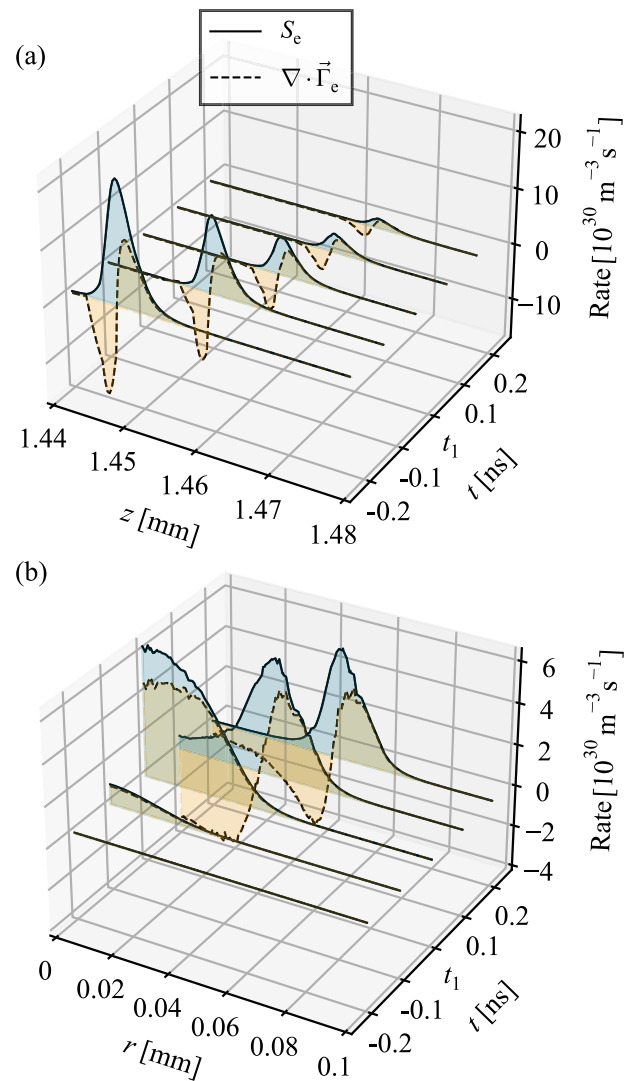 S_e
∇ · Γ⃗_e
(a)
20
10
0
-10
Rate [10^30 m^-3 s^-1]
0.2
0.1
t_1
-0.1
-0.2
t [ns]
1.44
1.45
1.46
1.47
1.48
z [mm]
(b)
6
4
2
0
-2
-4
Rate [10^30 m^-3 s^-1]
0.2
0.1
t_1
-0.1
-0.2
t [ns]
0
0.02
0.04
0.06
0.08
0.1
r [mm]